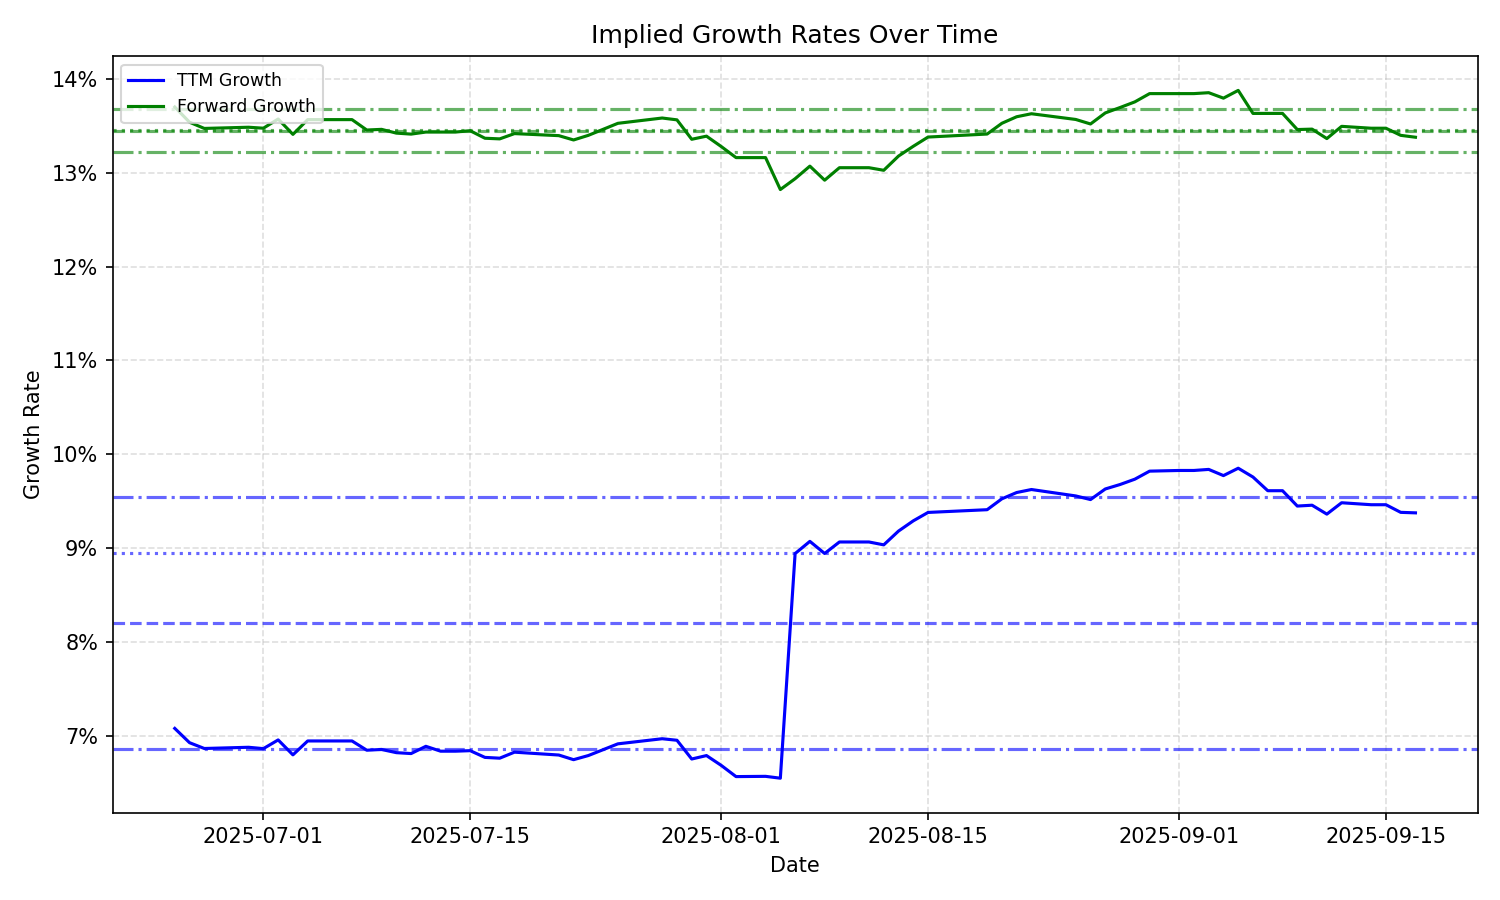 Implied Growth Rates Over Time
TTM Growth
Forward Growth
14%
13%
12%
11%
10%
9%
8%
7%
Growth Rate
2025-07-01
2025-07-15
2025-08-01
2025-08-15
2025-09-01
2025-09-15
Date